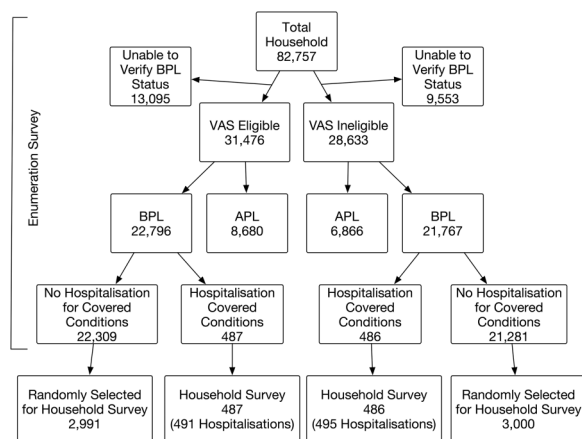 Total
Household
82,757
Unable to
Verify BPL
Status
13,095
Unable to
Verify BPL
Status
9,553
VAS Eligible
31,476
VAS Ineligible
28,633
Enumeration Survey
BPL
22,796
APL
8,680
APL
6,866
BPL
21,767
No Hospitalisation
for Covered
Conditions
22,309
Hospitalisation
Covered
Conditions
487
Hospitalisation
Covered
Conditions
486
No Hospitalisation
for Covered
Conditions
21,281
Randomly Selected
for Household Survey
2,991
Household Survey
487
(491 Hospitalisations)
Household Survey
486
(495 Hospitalisations)
Randomly Selected
for Household Survey
3,000